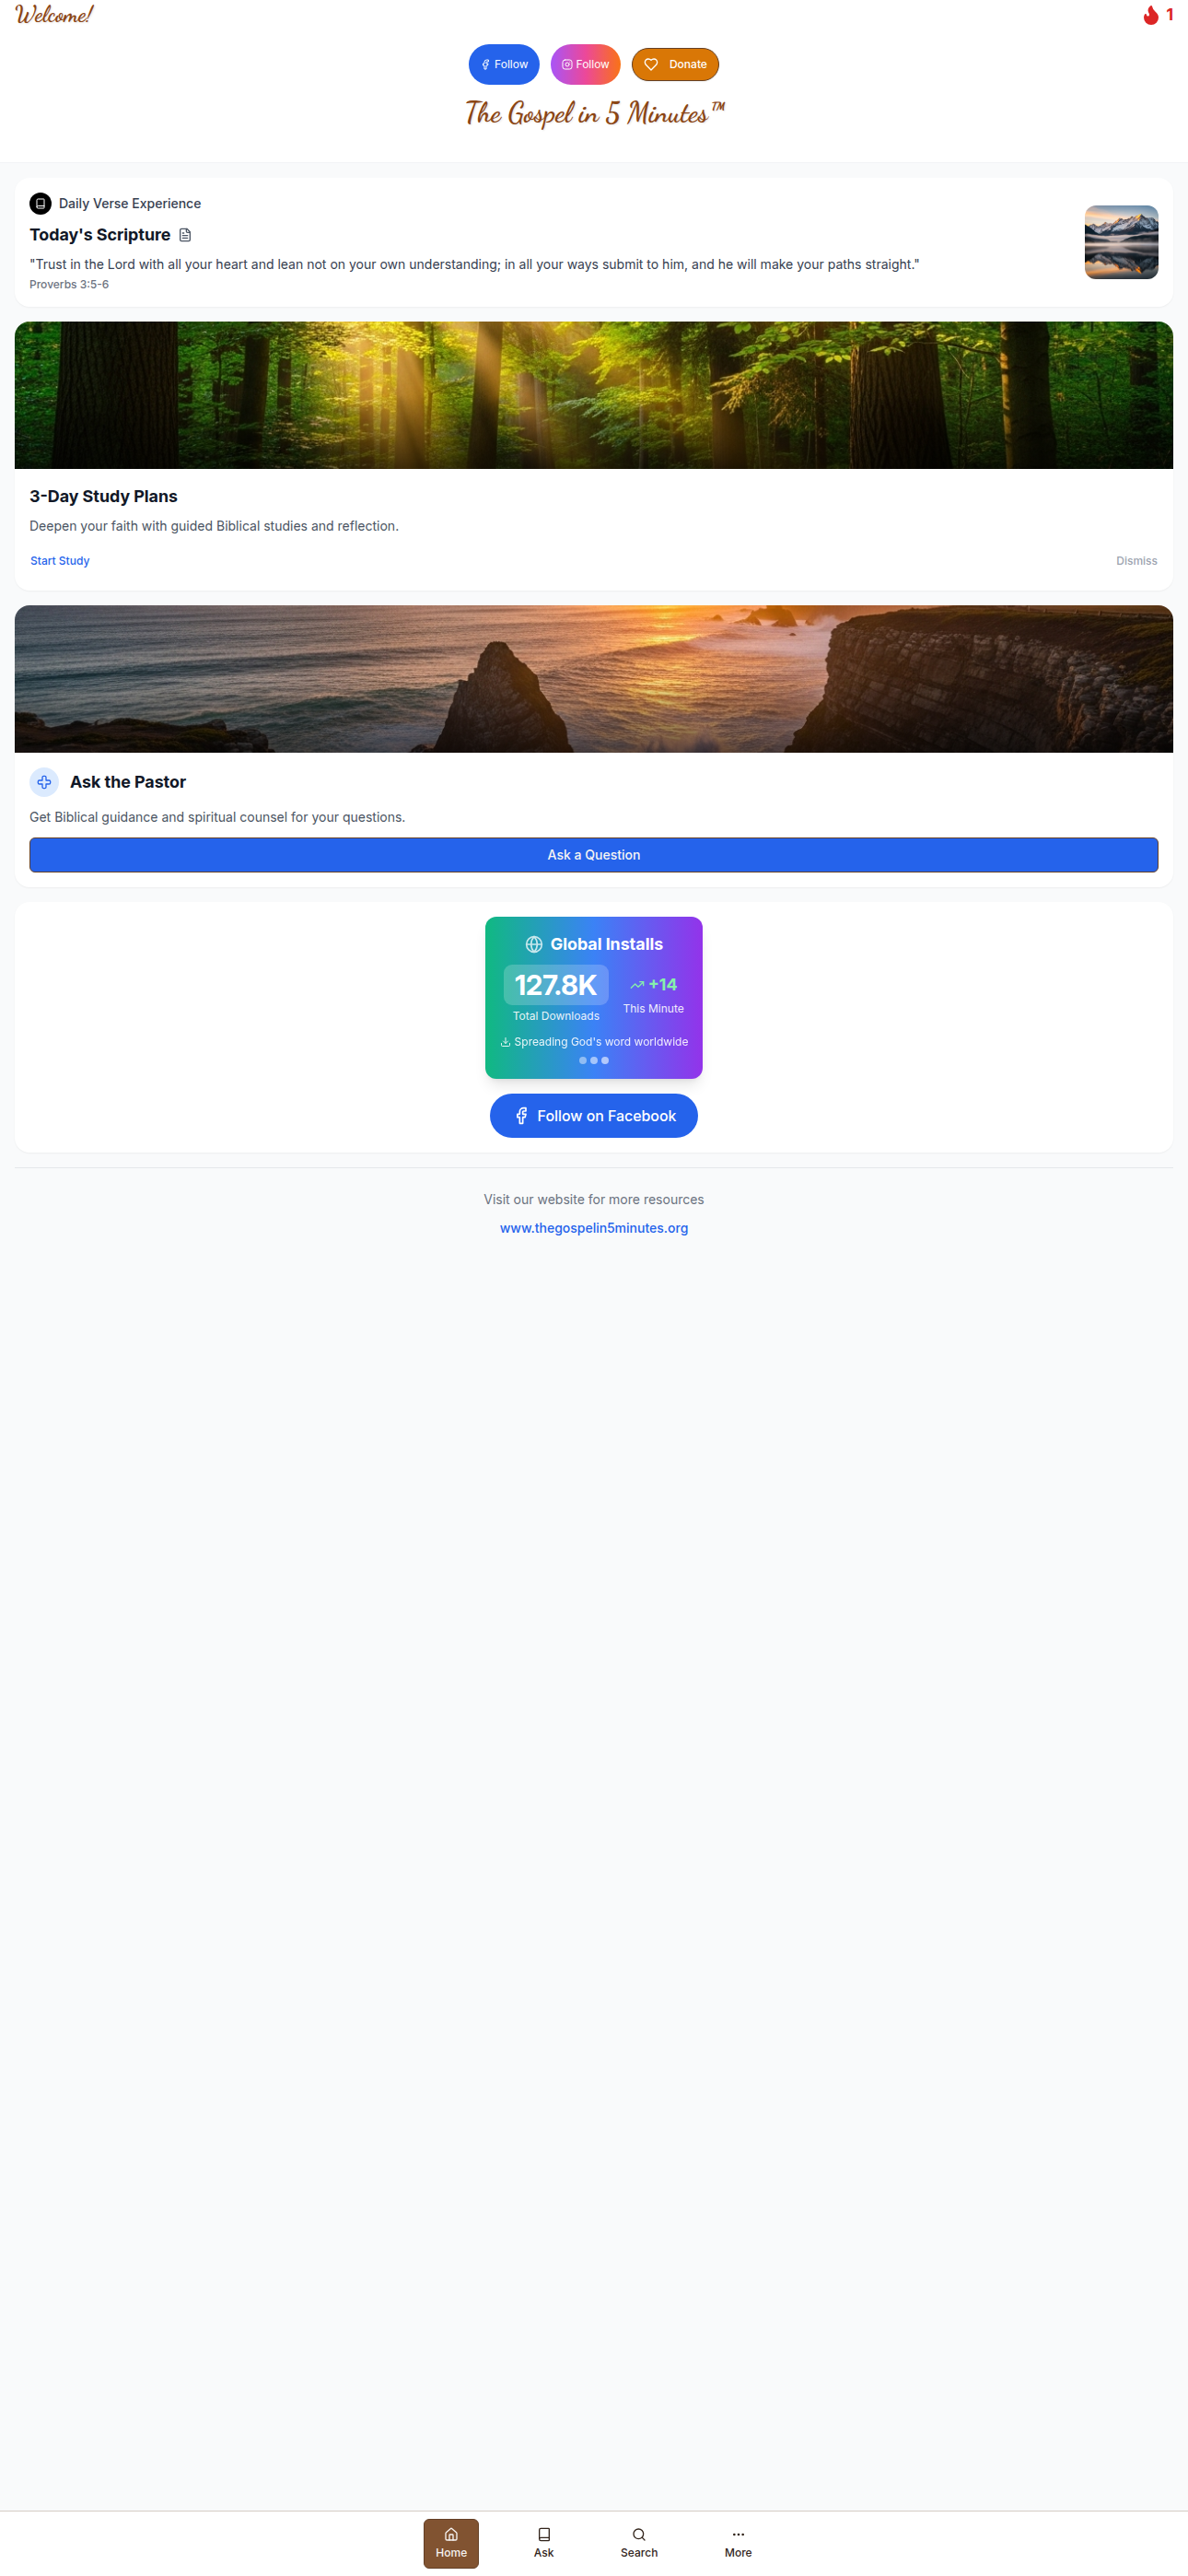 Welcome!
1
Follow
Follow
Donate
The Gospel in 5 Minutes™
Daily Verse Experience
Today's Scripture
"Trust in the Lord with all your heart and lean not on your own understanding; in all your ways submit to him, and he will make your paths straight."
Proverbs 3:5-6
3-Day Study Plans
Deepen your faith with guided Biblical studies and reflection.
Start Study
Dismiss
Ask the Pastor
Get Biblical guidance and spiritual counsel for your questions.
Ask a Question
Global Installs
127.8K
+14
Total Downloads
This Minute
Spreading God's word worldwide
Follow on Facebook
Visit our website for more resources
www.thegospelin5minutes.org
Home
Ask
Search
More